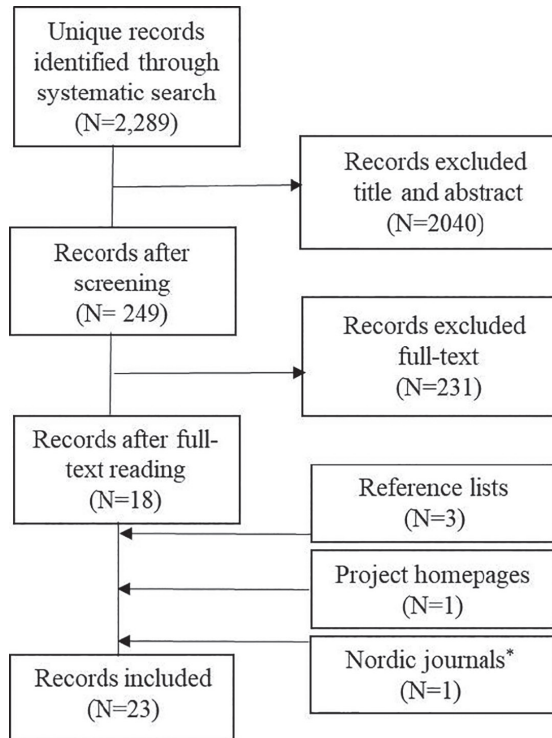 Unique records
identified through
systematic search
(N=2,289)
Records excluded
title and abstract
(N=2040)
Records after
screening
(N= 249)
Records excluded
full-text
(N=231)
Records after full-
text reading
(N=18)
Reference lists
(N=3)
Project homepages
(N=1)
Nordic journals*
(N=1)
Records included
(N=23)